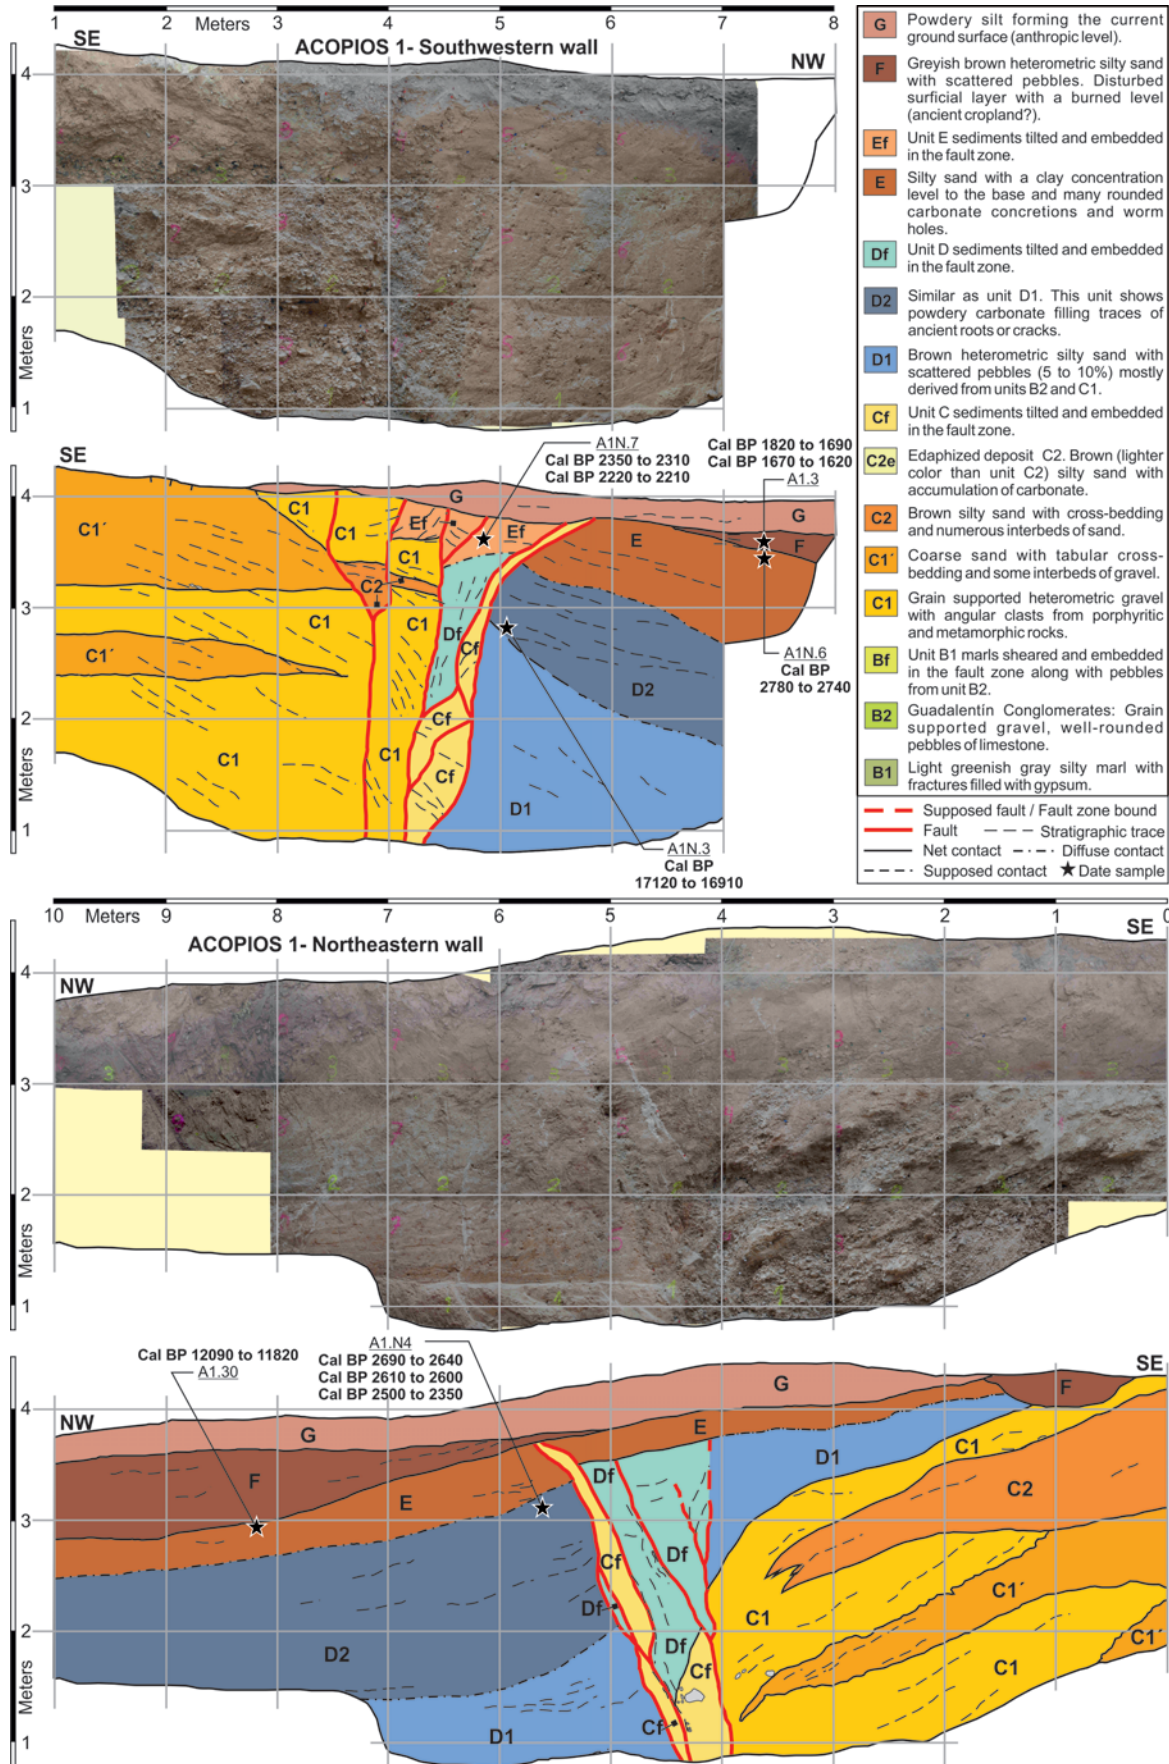 0 1 2 3 Meters 4 5 6 7 8
SE
ACOPIOS 1- Southwestern wall
NW
4
3
2
Meters
1
SE
A1N.7
Cal BP 2350 to 2310
Cal BP 2220 to 2210
Cal BP 1820 to 1690
Cal BP 1670 to 1620
A1.3
4
G
C1
C1
C1´
Ef
Ef
E
G
F
C1
C2
3
C1
C1
Df
Cf
C1´
D2
A1N.6
Cal BP
2780 to 2740
2
Cf
C1
C1
Cf
D1
Meters
1
A1N.3
Cal BP
17120 to 16910
G Powdery silt forming the current
ground surface (anthropic level).
F Greyish brown heterometric silty sand
with scattered pebbles. Disturbed
surficial layer with a burned level
(ancient cropland?).
Ef Unit E sediments tilted and embedded
in the fault zone.
E Silty sand with a clay concentration
level to the base and many rounded
carbonate concretions and worm
holes.
Df Unit D sediments tilted and embedded
in the fault zone.
D2 Similar as unit D1. This unit shows
powdery carbonate filling traces of
ancient roots or cracks.
D1 Brown heterometric silty sand with
scattered pebbles (5 to 10%) mostly
derived from units B2 and C1.
Cf Unit C sediments tilted and embedded
in the fault zone.
C2e Edaphized deposit C2. Brown (lighter
color than unit C2) silty sand with
accumulation of carbonate.
C2 Brown silty sand with cross-bedding
and numerous interbeds of sand.
C1´ Coarse sand with tabular cross-
bedding and some interbeds of gravel.
C1 Grain supported heterometric gravel
with angular clasts from porphyritic
and metamorphic rocks.
Bf Unit B1 marls sheared and embedded
in the fault zone along with pebbles
from unit B2.
B2 Guadalentín Conglomerates: Grain
supported gravel, well-rounded
pebbles of limestone.
B1 Light greenish gray silty marl with
fractures filled with gypsum.
Supposed fault / Fault zone bound
Fault Stratigraphic trace
Net contact Diffuse contact
Supposed contact Date sample
10 Meters 9 8 7 6 5 4 3 2 1 0
ACOPIOS 1- Northeastern wall
SE
NW
4
3
2
Meters
1
Cal BP 12090 to 11820
A1.30
A1.N4
Cal BP 2690 to 2640
Cal BP 2610 to 2600
Cal BP 2500 to 2350
SE
NW
4
G
G
F
E
D1
C1
F
E
Df
C2
3
Df
Cf
C1´
Df
C1
2
D2
Df
Cf
C1
C1´
Meters
1
D1
Cf